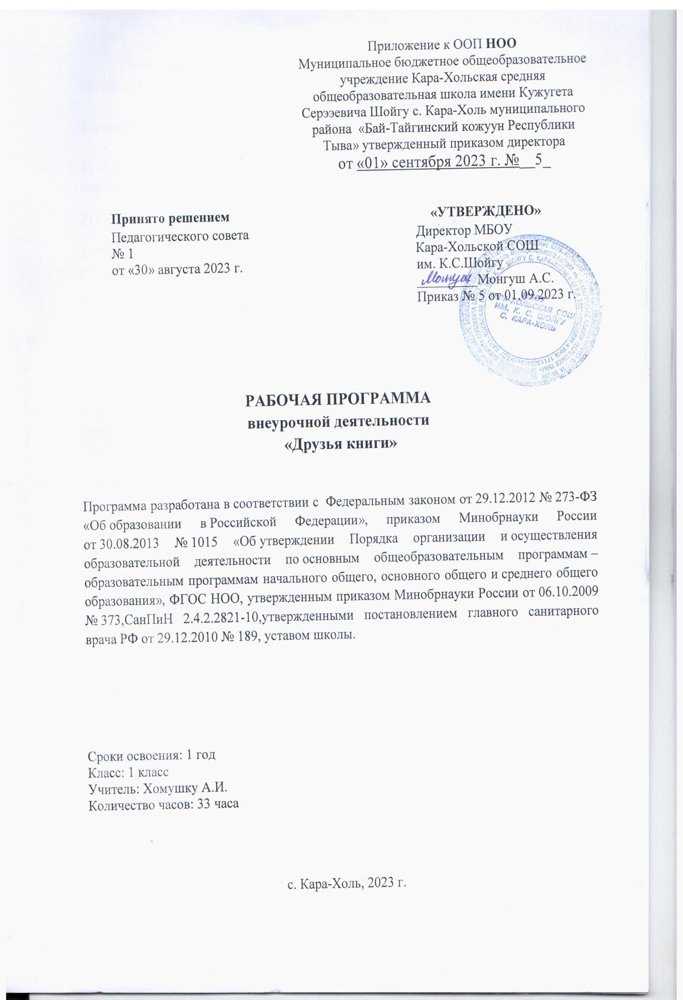 Приложение к ООП НОО
Муниципальное бюджетное общеобразовательное
учреждение Кара-Хольская средняя
общеобразовательная школа имени Кужугета
Серээевича Шойгу с. Кара-Холь муниципального
района «Бай-Тайгинский кожуун Республики
Тыва» утвержденный приказом директора
от «01» сентября 2023 г. №__5_
Принято решением
Педагогического совета
№ 1
от «30» августа 2023 г.
«УТВЕРЖДЕНО»
Директор МБОУ
Кара-Хольской СОШ
им. К.С.Шойгу
Монгуш А.С.
Приказ № 5 от 01.09.2023 г.
МБОУ
КАРА-ХОЛЬСКАЯ СОШ
ИМ. К. С. ШОЙГУ
С. КАРА-ХОЛЬ
РАБОЧАЯ ПРОГРАММА
внеурочной деятельности
«Друзья книги»
Программа разработана в соответствии с Федеральным законом от 29.12.2012 № 273-ФЗ
«Об образовании в Российской Федерации», приказом Минобрнауки России
от 30.08.2013 № 1015 «Об утверждении Порядка организации и осуществления
образовательной деятельности по основным общеобразовательным программам –
образовательным программам начального общего, основного общего и среднего общего
образования», ФГОС НОО, утвержденным приказом Минобрнауки России от 06.10.2009
№ 373,СанПиН 2.4.2.2821-10,утвержденными постановлением главного санитарного
врача РФ от 29.12.2010 № 189, уставом школы.
Сроки освоения: 1 год
Класс: 1 класс
Учитель: Хомушку А.И.
Количество часов: 33 часа
с. Кара-Холь, 2023 г.